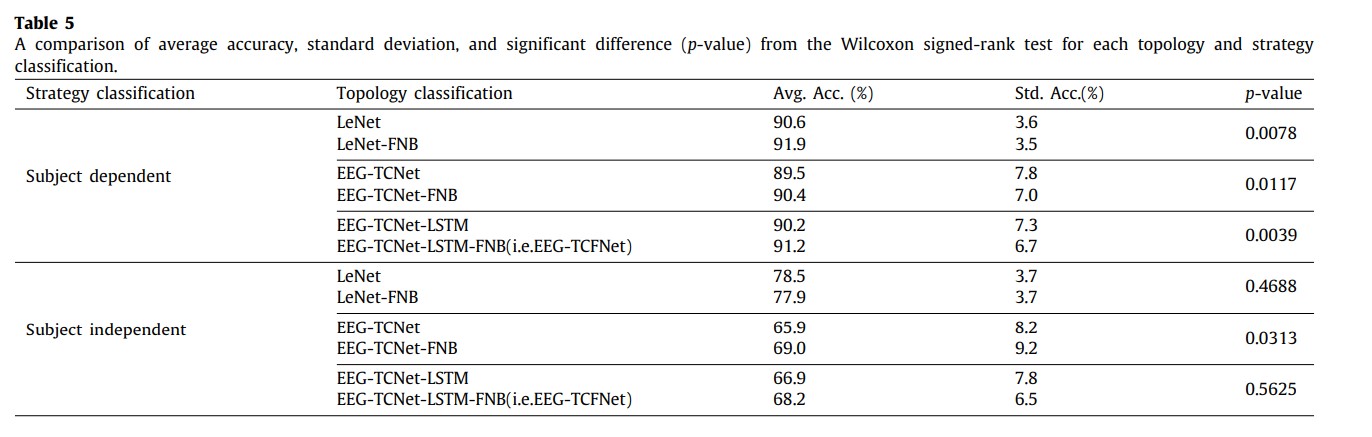 Table 5
A comparison of average accuracy, standard deviation, and significant difference (p-value) from the Wilcoxon signed-rank test for each topology and strategy
classification.
Strategy classification Topology classification Avg. Acc. (%) Std. Acc.(%) p-value
Subject dependent LeNet 90.6 3.6 0.0078
LeNet-FNB 91.9 3.5
EEG-TCNet 89.5 7.8 0.0117
EEG-TCNet-FNB 90.4 7.0
EEG-TCNet-LSTM 90.2 7.3 0.0039
EEG-TCNet-LSTM-FNB(i.e.EEG-TCFNet) 91.2 6.7
Subject independent LeNet 78.5 3.7 0.4688
LeNet-FNB 77.9 3.7
EEG-TCNet 65.9 8.2 0.0313
EEG-TCNet-FNB 69.0 9.2
EEG-TCNet-LSTM 66.9 7.8 0.5625
EEG-TCNet-LSTM-FNB(i.e.EEG-TCFNet) 68.2 6.5